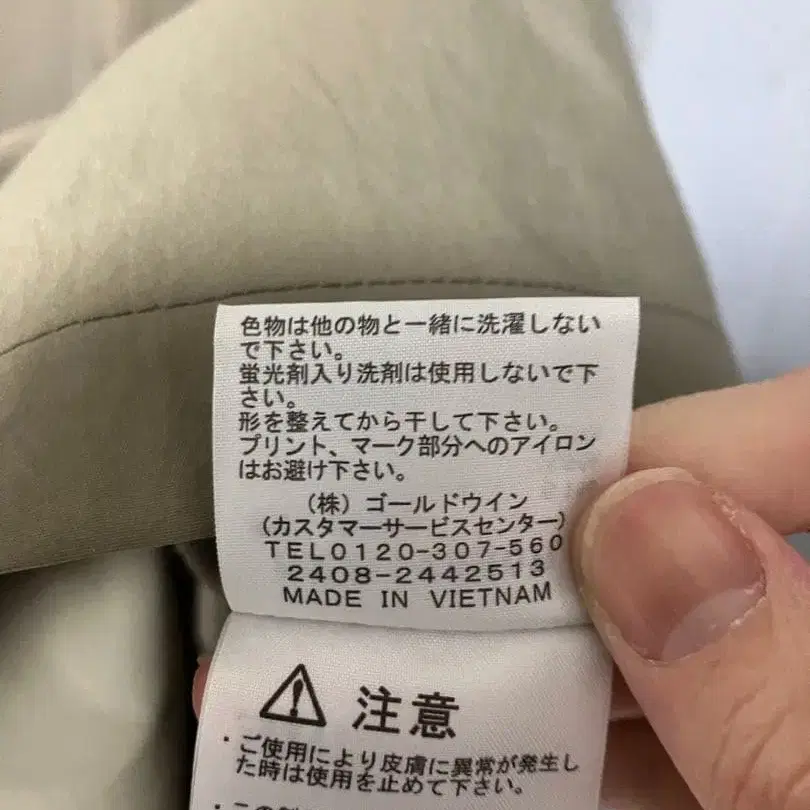 色物は他の物と一緒に洗濯しない
で下さい。
蛍光剤入り洗剤は使用しないで下
さい。
形を整えてから干して下さい。
プリント、マーク部分へのアイロン
はお避け下さい。
(株)ゴールドウイン
(カスタマーサービスセンター)
TEL0120-307-560
2408-2442513
MADE IN VIETNAM
注意
・ご使用により皮膚に異常が発生し
た時は使用を止めて下さい。